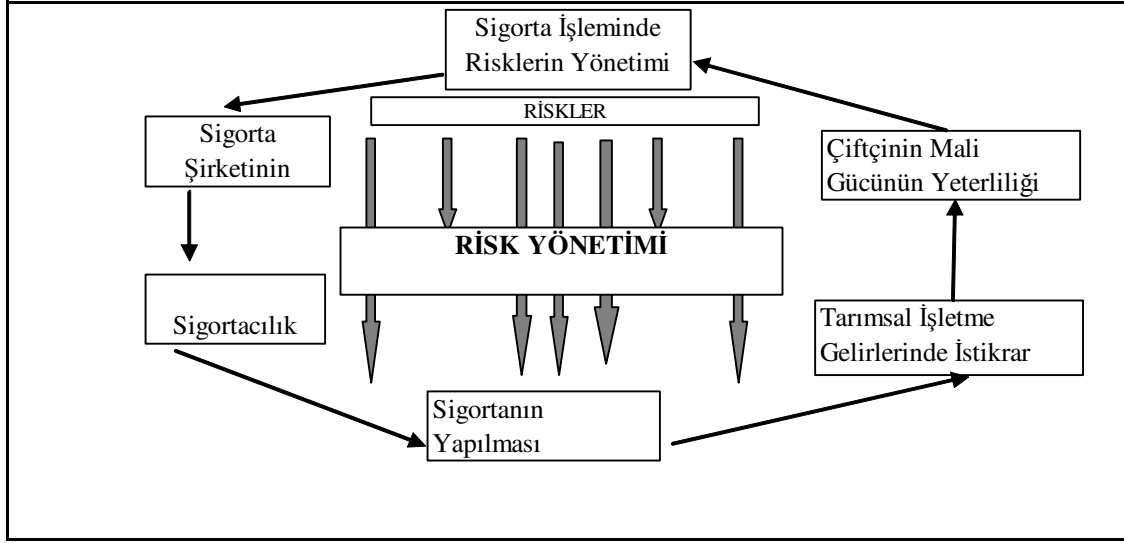 Sigorta İşleminde
Risklerin Yönetimi
RİSKLER
Sigorta
Şirketinin
Çiftçinin Mali
Gücünün Yeterliliği
RİSK YÖNETİMİ
Sigortacılık
Tarımsal İşletme
Gelirlerinde İstikrar
Sigortanın
Yapılması